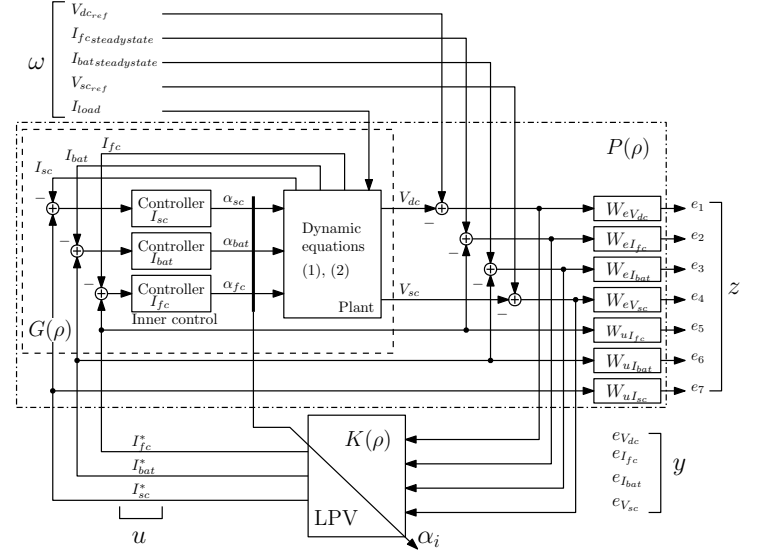 V_{dc_{ref}}
I_{fc steadystate}
I_{bat steadystate}
V_{sc_{ref}}
I_{load}
ω
P(ρ)
I_{fc}
I_{bat}
I_{sc}
−
Controller
I_{sc}
α_{sc}
−
Controller
I_{bat}
α_{bat}
−
Controller
I_{fc}
α_{fc}
Inner control
G(ρ)
Dynamic
equations
(1), (2)
Plant
V_{dc}
V_{sc}
−
−
−
−
W_{eV_{dc}}
e_1
W_{eI_{fc}}
e_2
W_{eI_{bat}}
e_3
W_{eV_{sc}}
e_4
W_{uI_{fc}}
e_5
W_{uI_{bat}}
e_6
W_{uI_{sc}}
e_7
z
I^*_{fc}
I^*_{bat}
I^*_{sc}
u
K(ρ)
LPV
α_i
e_{V_{dc}}
e_{I_{fc}}
e_{I_{bat}}
e_{V_{sc}}
y